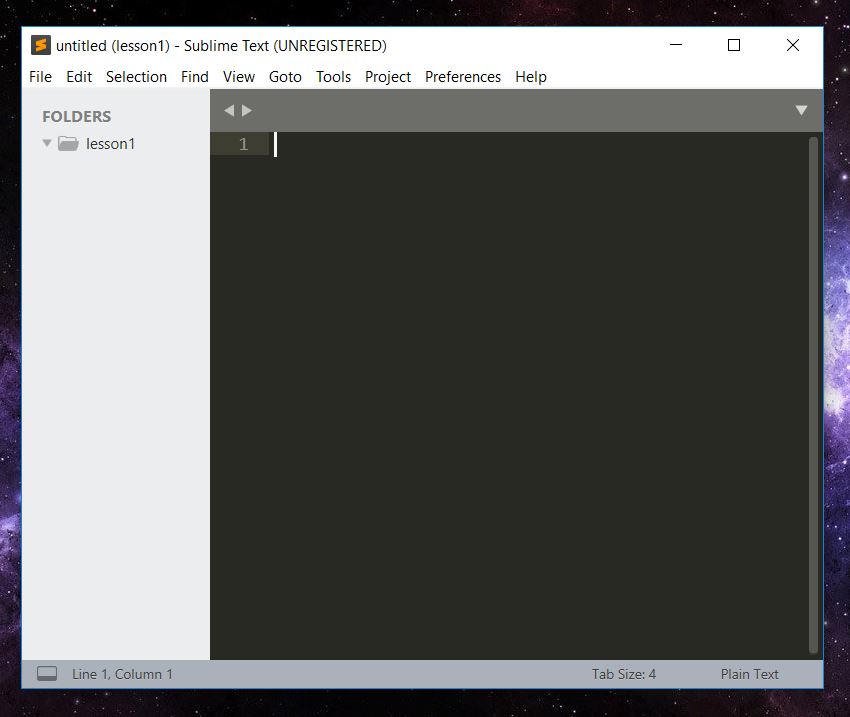 untitled (lesson1) - Sublime Text (UNREGISTERED)
File Edit Selection Find View Goto Tools Project Preferences Help
FOLDERS
lesson1
1
Line 1, Column 1 Tab Size: 4 Plain Text